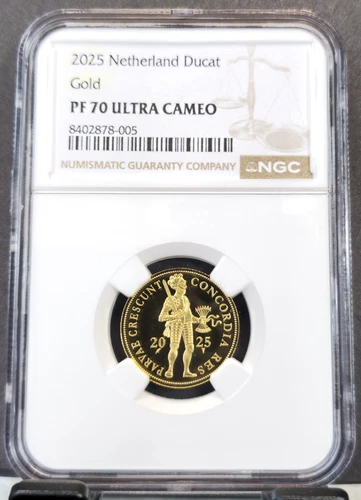 2025 Netherland Ducat
Gold
PF 70 ULTRA CAMEO
8402878-005
NUMISMATIC GUARANTY COMPANY NGC
CONCORDIA RES
PARVAE CRESCUNT
20 25